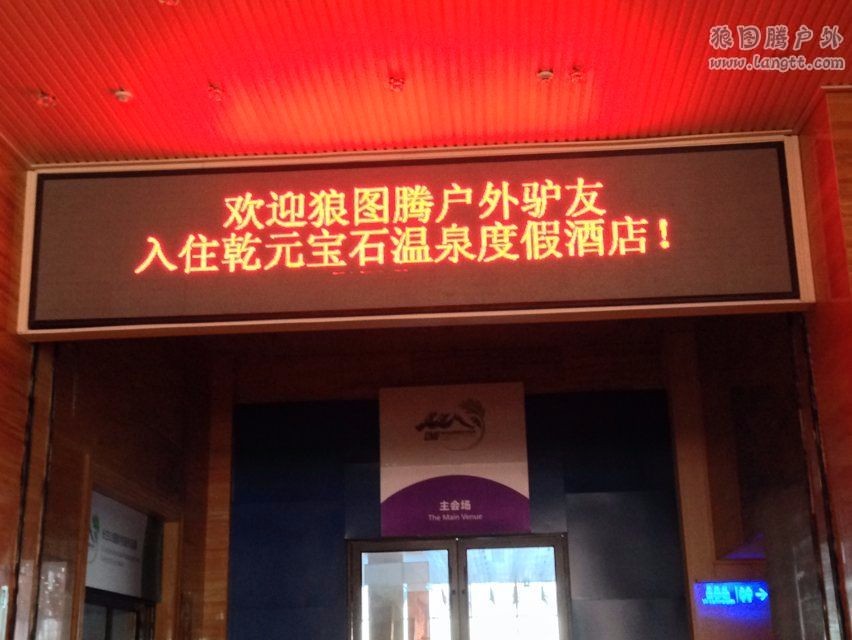 狼图腾户外
www.langtt.com
欢迎狼图腾户外驴友
入住乾元宝石温泉度假酒店！
主会场
The Main Venue